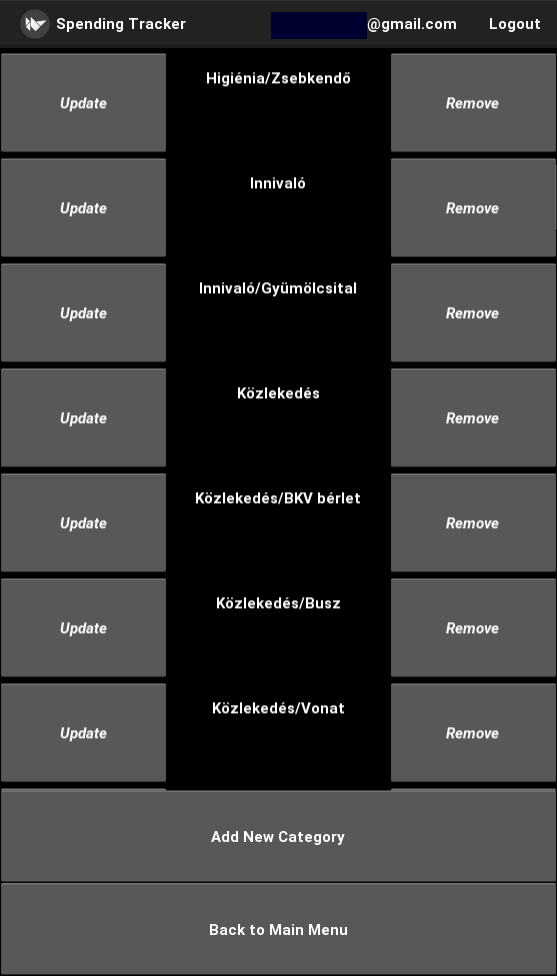 Spending Tracker @gmail.com Logout
Update Higiénia/Zsebkendő Remove
Update Innivaló Remove
Update Innivaló/Gyümölcsital Remove
Update Közlekedés Remove
Update Közlekedés/BKV bérlet Remove
Update Közlekedés/Busz Remove
Update Közlekedés/Vonat Remove
Add New Category
Back to Main Menu